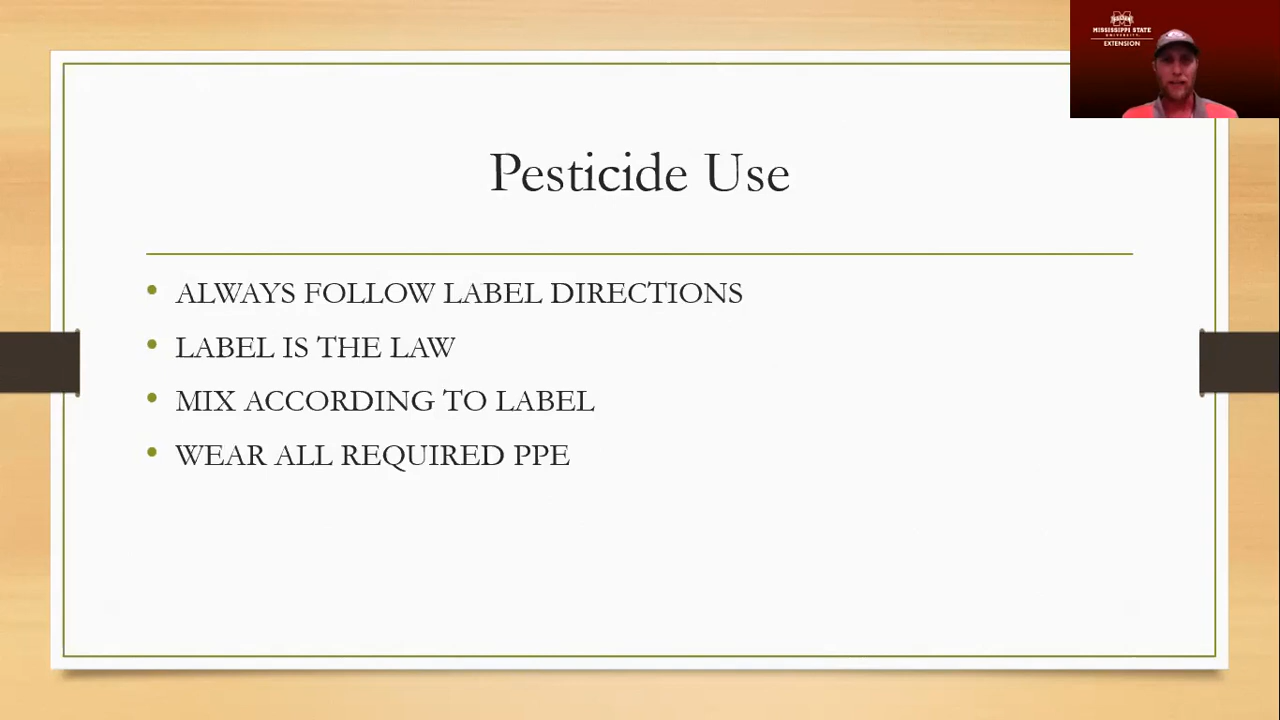 MISSISSIPPI STATE
UNIVERSITY
EXTENSION
Pesticide Use
• ALWAYS FOLLOW LABEL DIRECTIONS
• LABEL IS THE LAW
• MIX ACCORDING TO LABEL
• WEAR ALL REQUIRED PPE